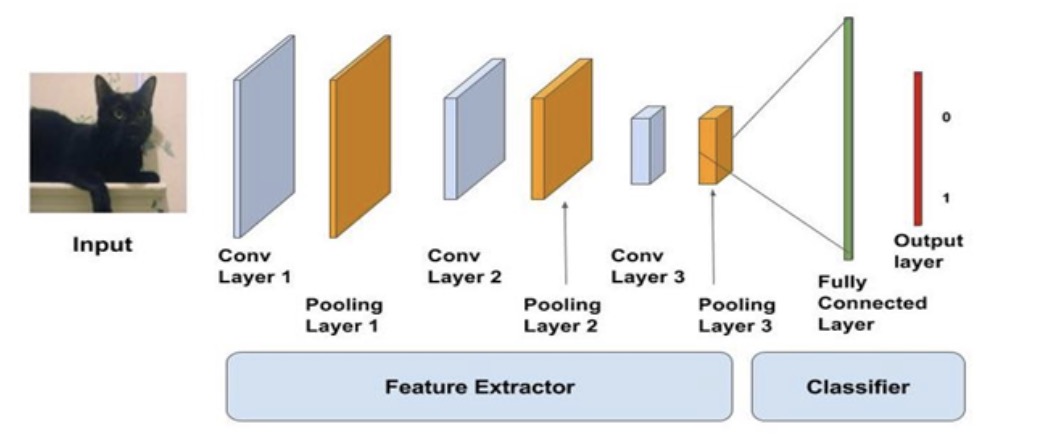 Input
Conv
Layer 1
Pooling
Layer 1
Conv
Layer 2
Pooling
Layer 2
Conv
Layer 3
Pooling
Layer 3
Fully
Connected
Layer
0
1
Output
layer
Feature Extractor
Classifier